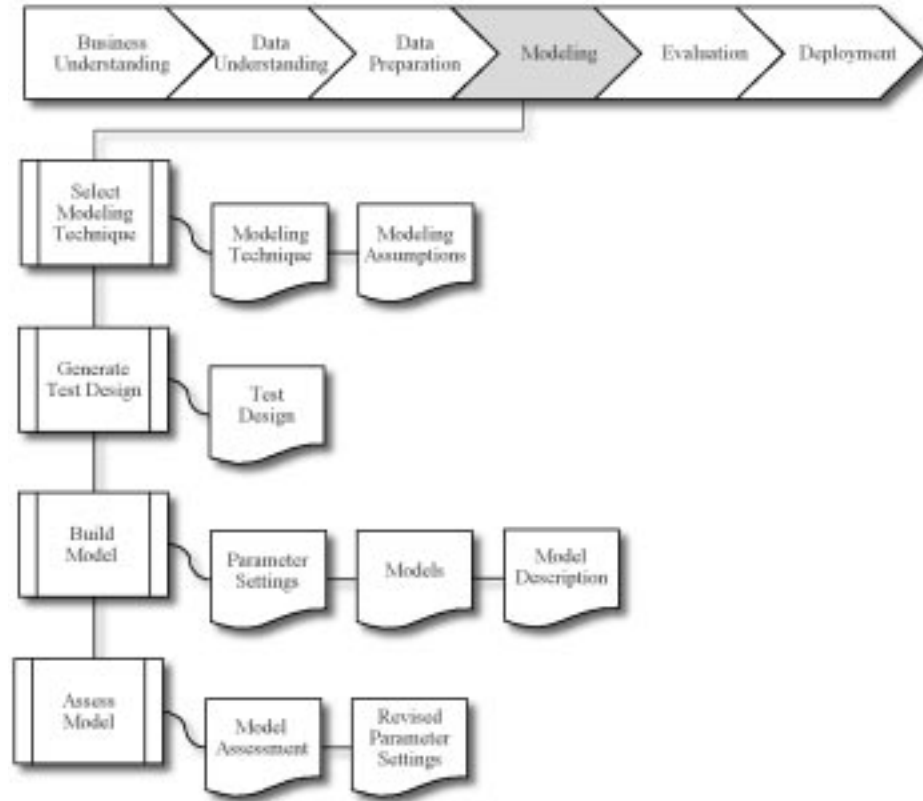 Business
Understanding
Data
Understanding
Data
Preparation
Modeling
Evaluation
Deployment
Select
Modeling
Technique
Modeling
Technique
Modeling
Assumptions
Generate
Test Design
Test
Design
Build
Model
Parameter
Settings
Models
Model
Description
Assess
Model
Model
Assessment
Revised
Parameter
Settings